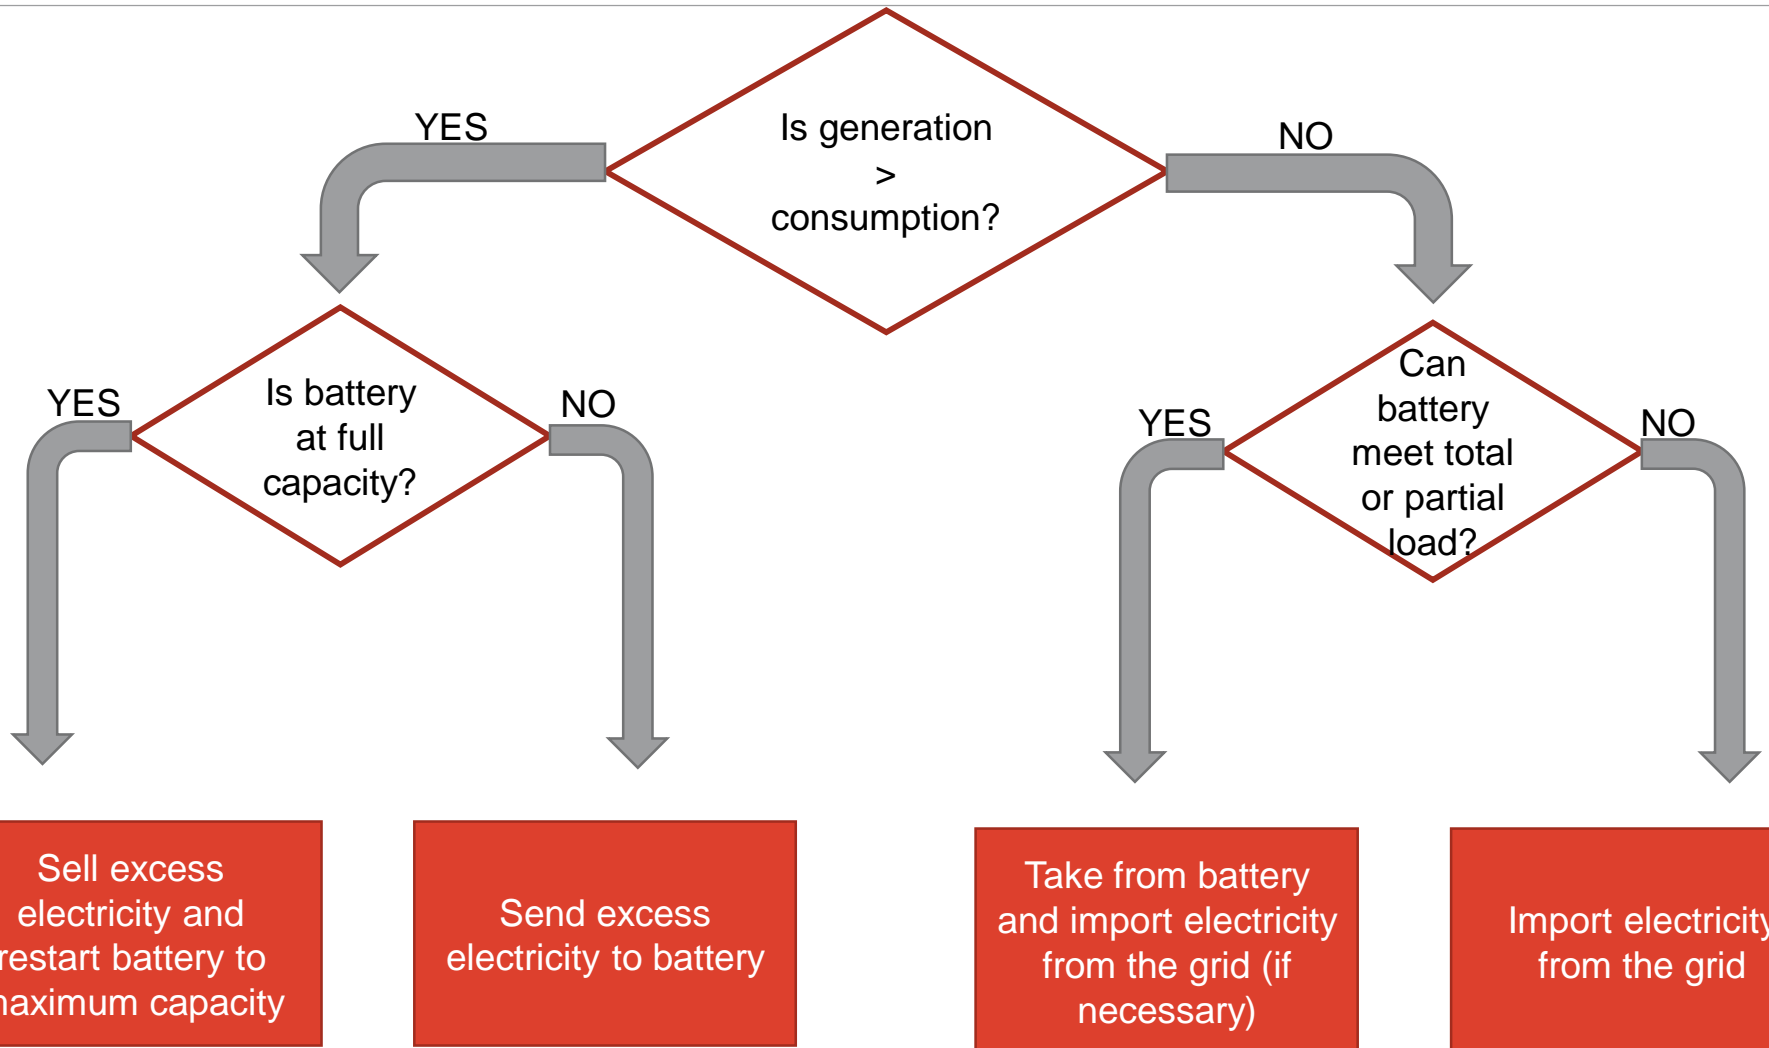 Is generation
>
consumption?
YES
NO
Is battery
at full
capacity?
YES
NO
Can
battery
meet total
or partial
load?
YES
NO
Sell excess
electricity and
restart battery to
maximum capacity
Send excess
electricity to battery
Take from battery
and import electricity
from the grid (if
necessary)
Import electricity
from the grid